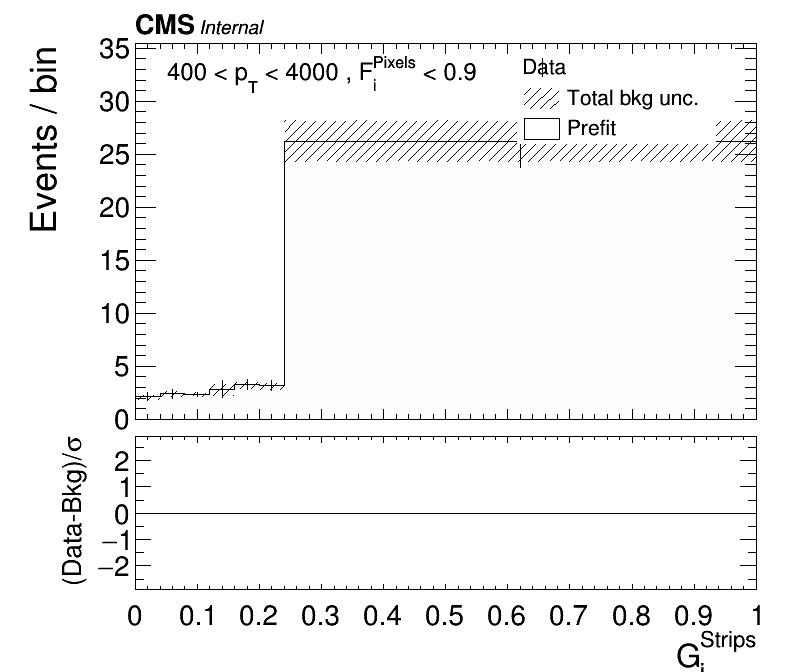 CMS Internal
400 < p_T < 4000 , F_i^Pixels < 0.9
Data
Total bkg unc.
Prefit
Events / bin
35
30
25
20
15
10
5
0
(Data-Bkg)/σ
2
1
0
−1
−2
0 0.1 0.2 0.3 0.4 0.5 0.6 0.7 0.8 0.9 1
G_i^Strips